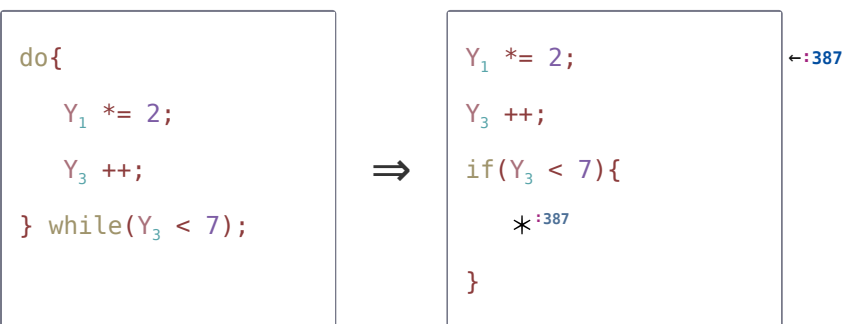 do{
Y₁ *= 2;
Y₃ ++;
} while(Y₃ < 7);
⇒
Y₁ *= 2; ←:387
Y₃ ++;
if(Y₃ < 7){
*:387
}